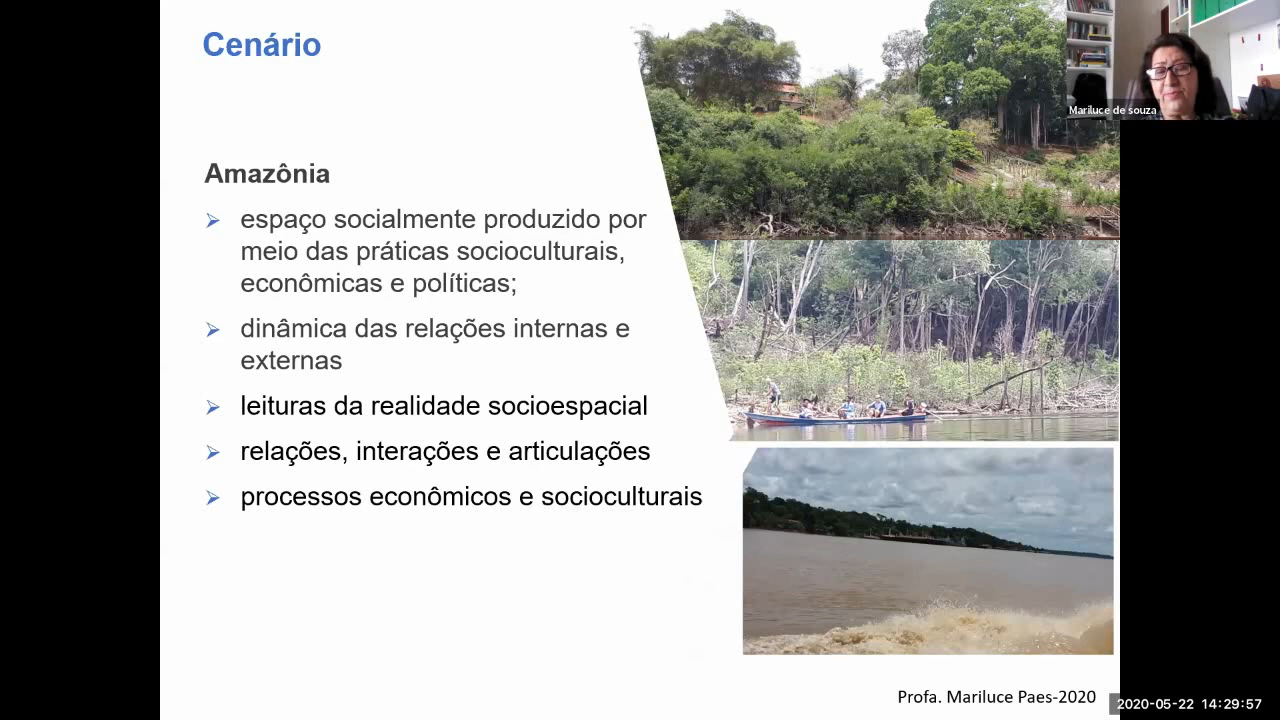 Cenário
Amazônia
espaço socialmente produzido por
meio das práticas socioculturais,
econômicas e políticas;
dinâmica das relações internas e
externas
leituras da realidade socioespacial
relações, interações e articulações
processos econômicos e socioculturais
Mariluce de souza
Profa. Mariluce Paes-2020
2020-05-22 14:29:57